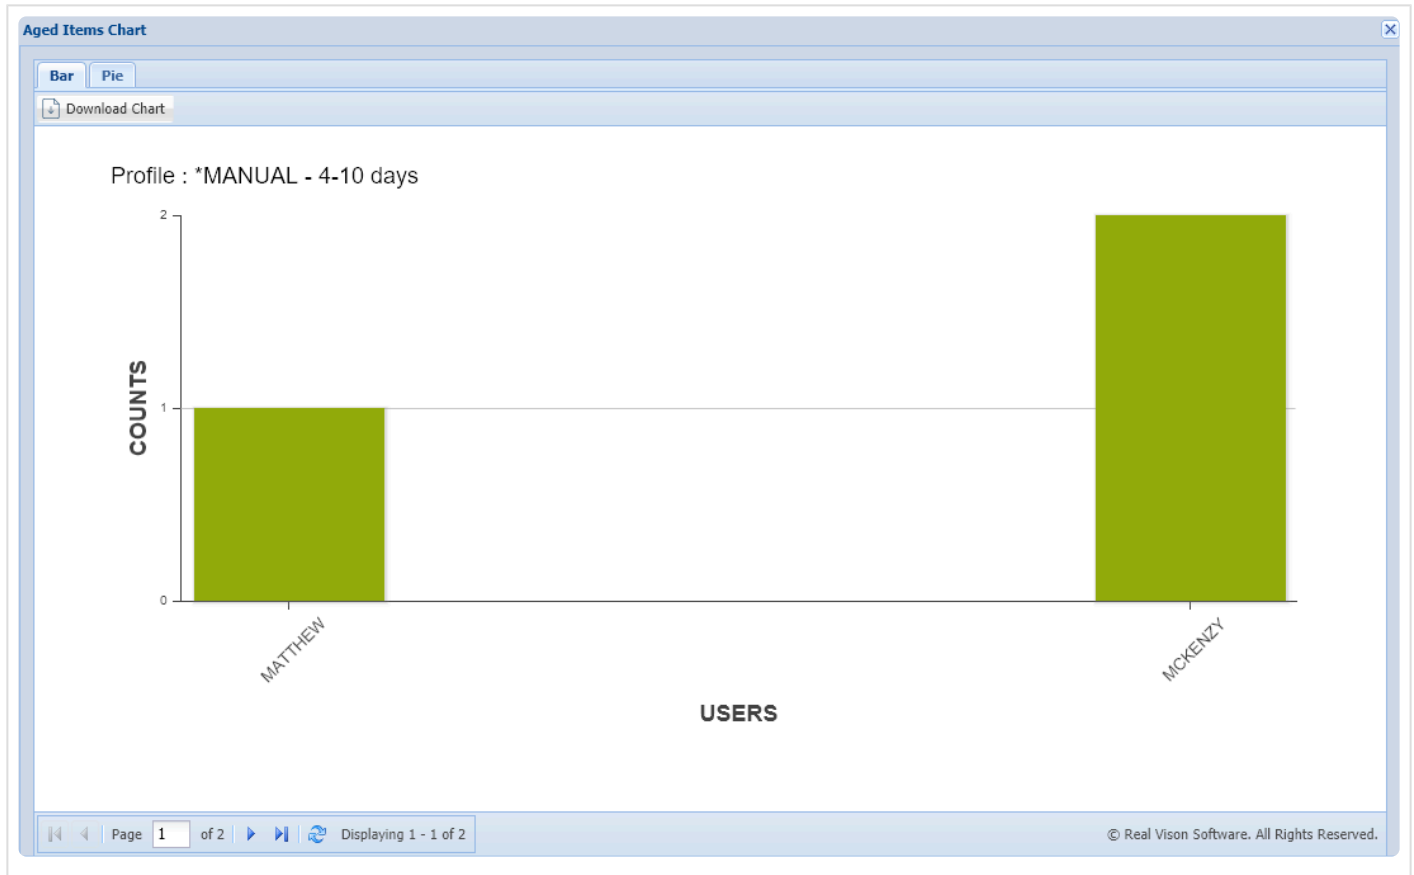 Aged Items Chart
Bar Pie
Download Chart
Profile : *MANUAL - 4-10 days
2
1
0
COUNTS
MATTHEW MCKENZY
USERS
Page 1 of 2 Displaying 1 - 1 of 2 © Real Vison Software. All Rights Reserved.